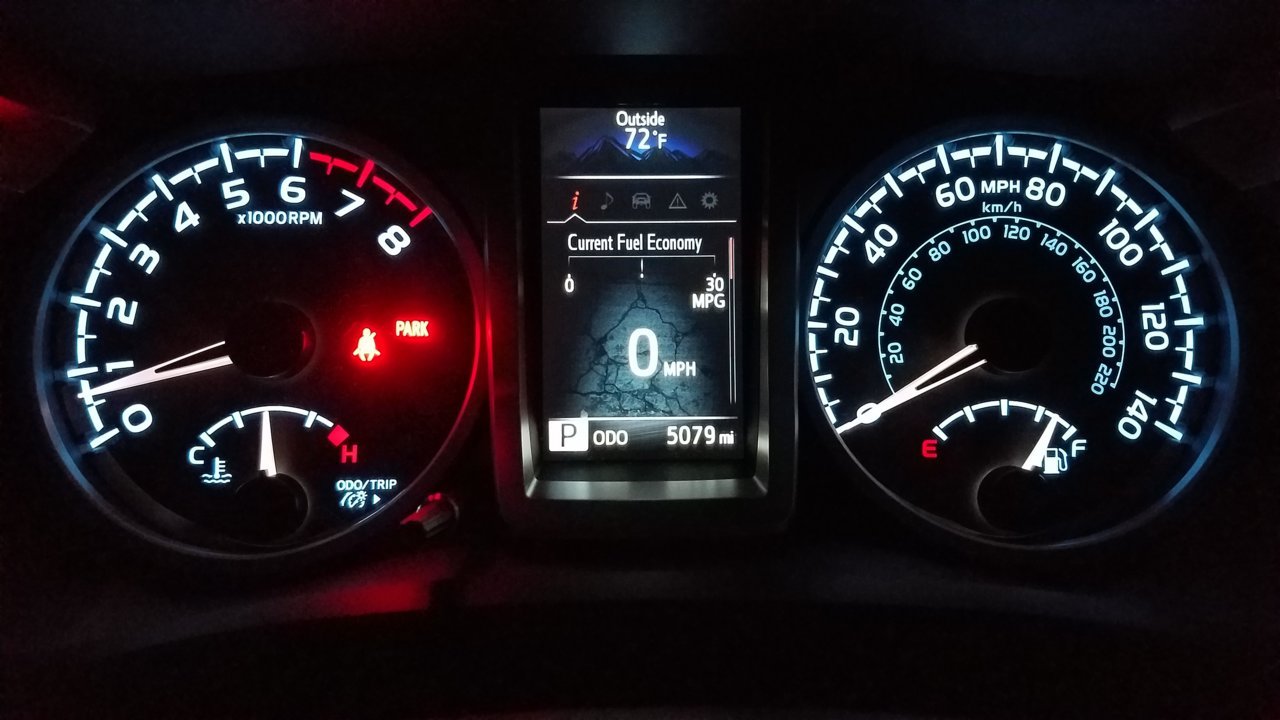 0
1
2
3
4
5
6
7
8
x1000RPM
PARK
C
H
ODO/TRIP
Outside
72°F
i
Current Fuel Economy
0 30
MPG
0 MPH
P ODO 5079 mi
20
40
60 MPH 80
100
120
140
km/h
20
40
60
80
100
120
140
160
180
200
220
E
F